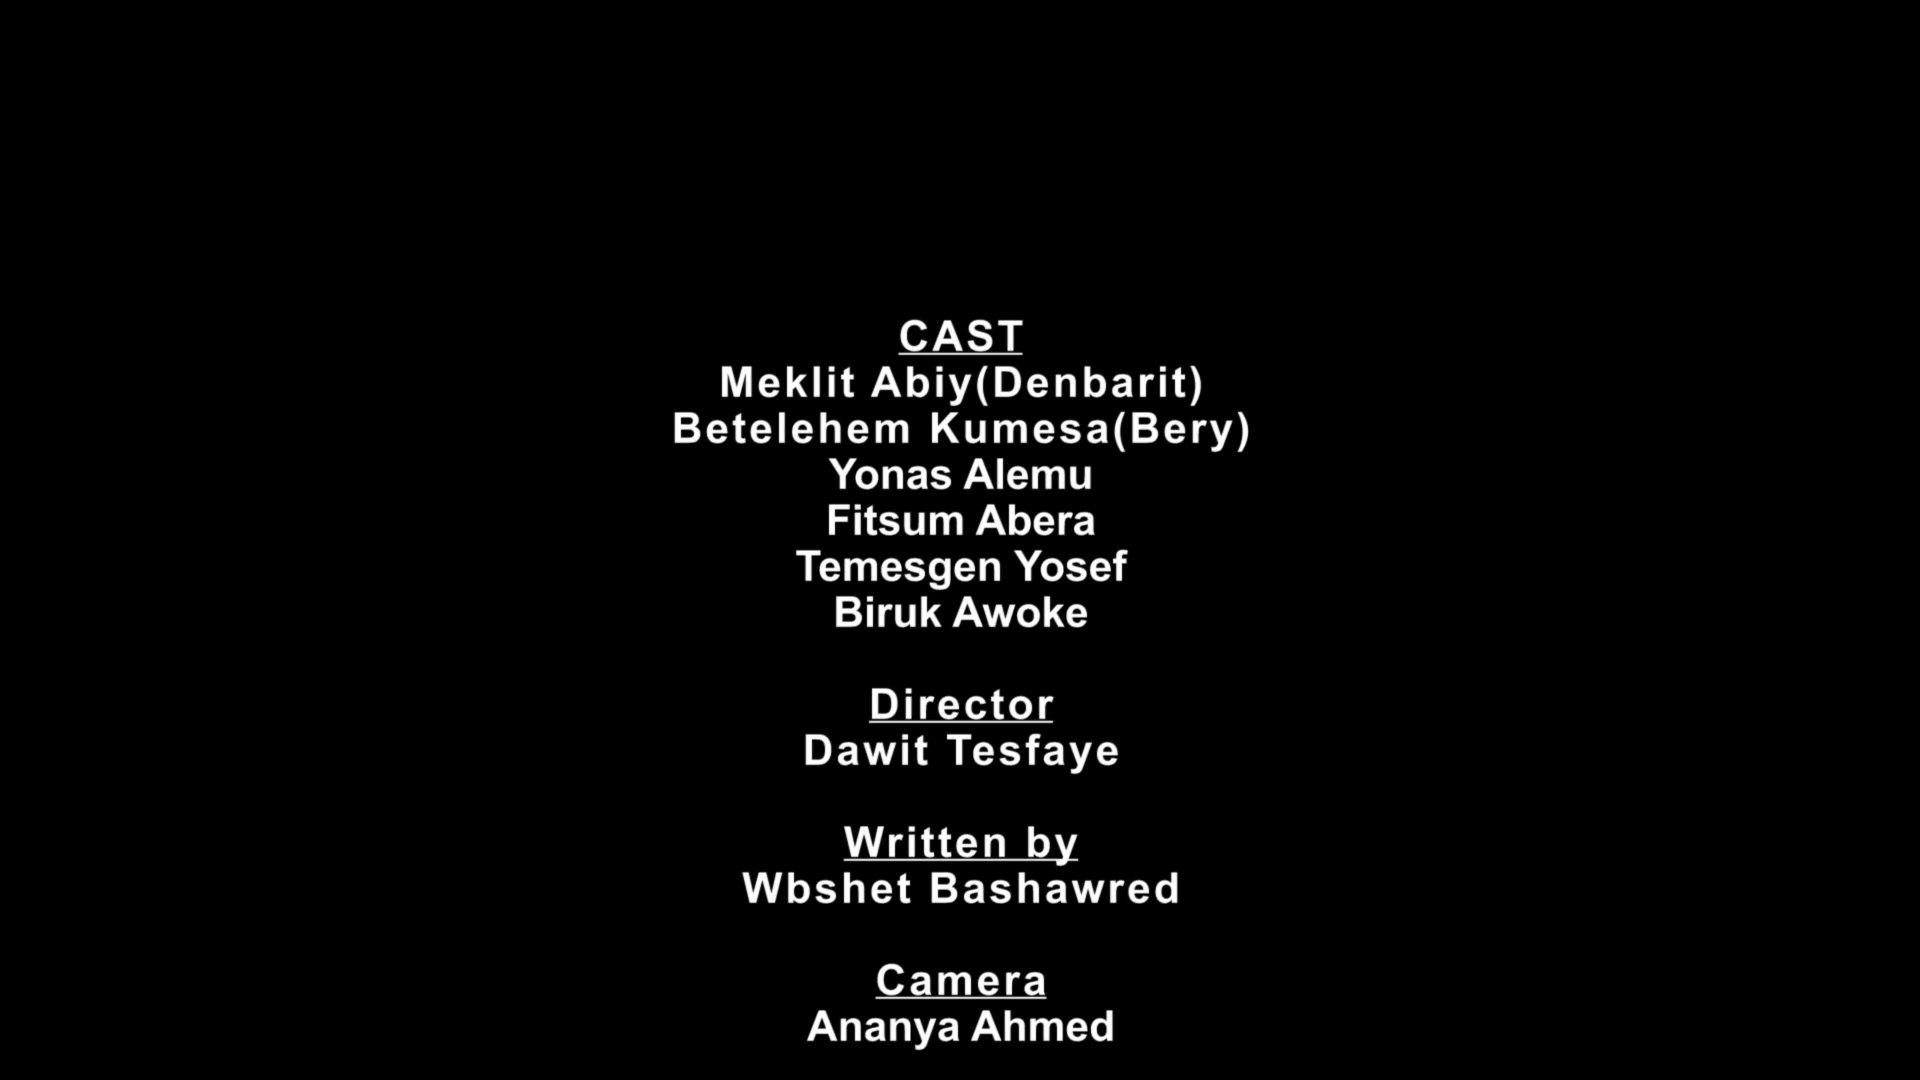 CAST
Meklit Abiy(Denbarit)
Betelehem Kumesa(Bery)
Yonas Alemu
Fitsum Abera
Temesgen Yosef
Biruk Awoke
Director
Dawit Tesfaye
Written by
Wbshet Bashawred
Camera
Ananya Ahmed